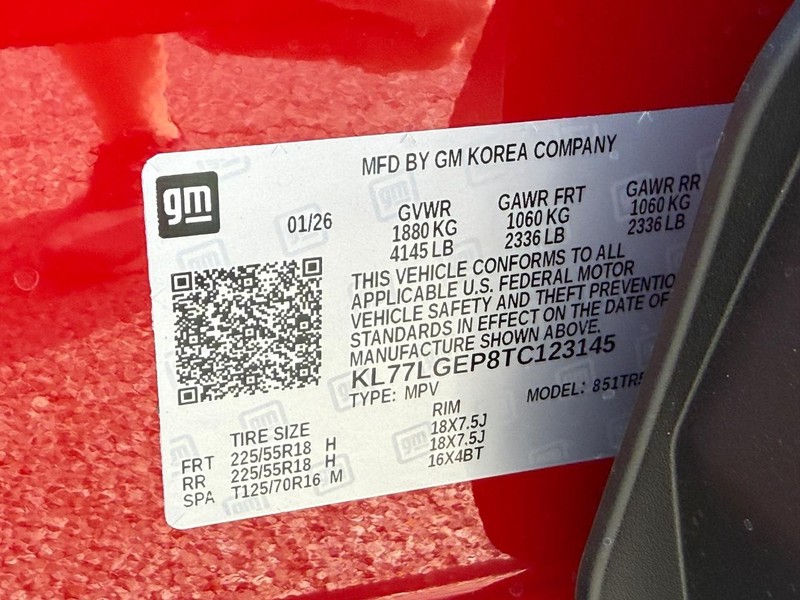 MFD BY GM KOREA COMPANY
gm
01/26
GVWR
1880 KG
4145 LB
GAWR FRT
1060 KG
2336 LB
GAWR RR
1060 KG
2336 LB
THIS VEHICLE CONFORMS TO ALL
APPLICABLE U.S. FEDERAL MOTOR
VEHICLE SAFETY AND THEFT PREVENTIO
STANDARDS IN EFFECT ON THE DATE OF
MANUFACTURE SHOWN ABOVE.
KL77LGEP8TC123145
TYPE: MPV
MODEL: 851TR5
TIRE SIZE
RIM
FRT 225/55R18 H 18X7.5J
RR 225/55R18 H 18X7.5J
SPA T125/70R16 M 16X4BT